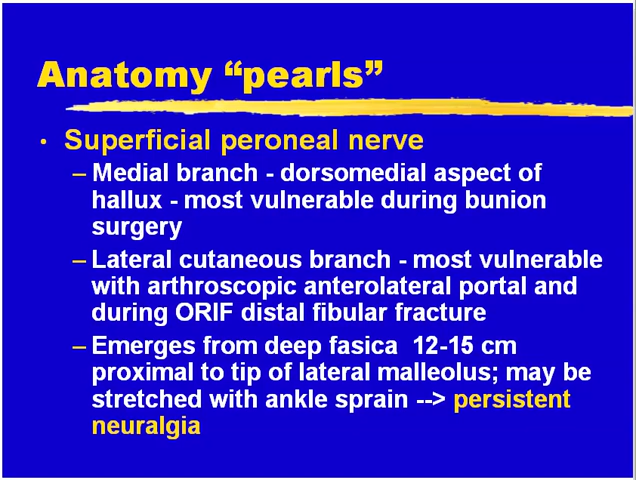 Anatomy “pearls”
• Superficial peroneal nerve
– Medial branch - dorsomedial aspect of
hallux - most vulnerable during bunion
surgery
– Lateral cutaneous branch - most vulnerable
with arthroscopic anterolateral portal and
during ORIF distal fibular fracture
– Emerges from deep fasica 12-15 cm
proximal to tip of lateral malleolus; may be
stretched with ankle sprain --> persistent
neuralgia